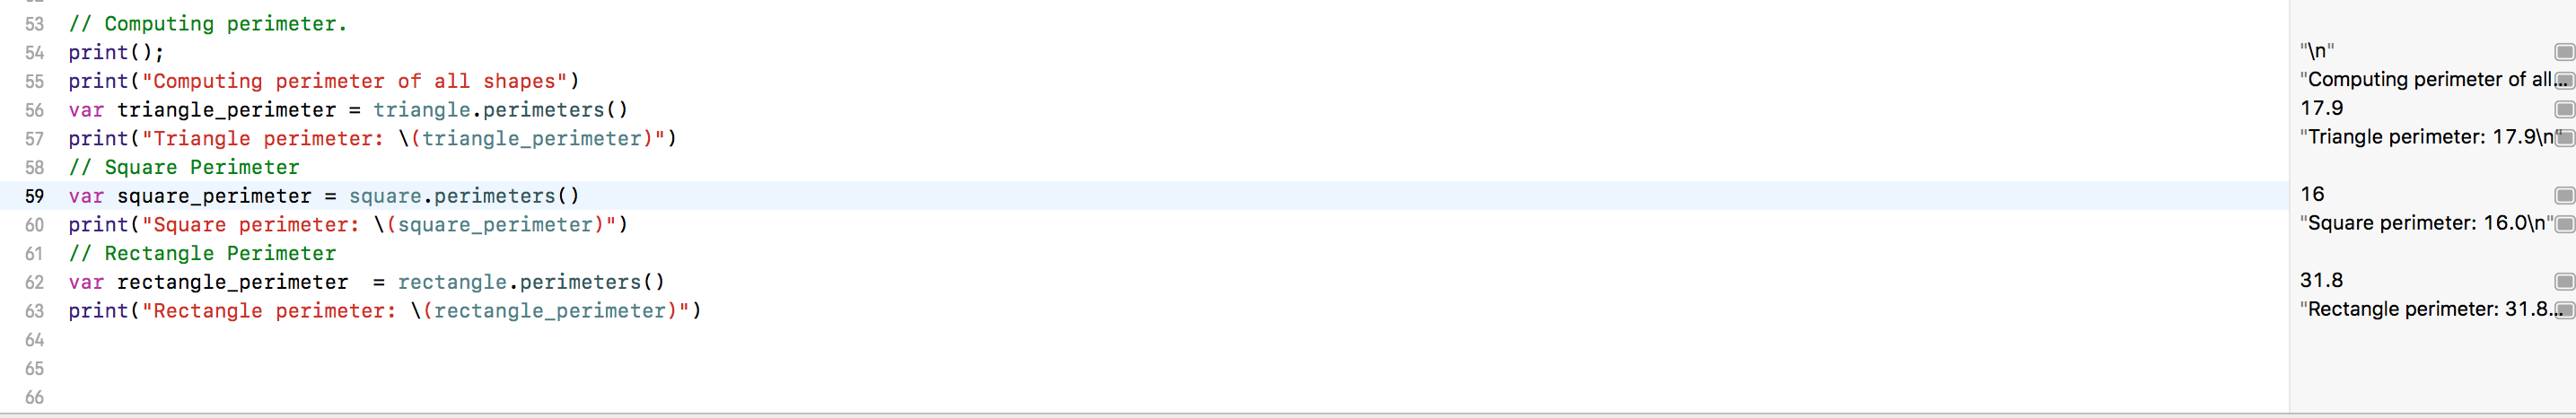 53 // Computing perimeter.
54 print(); "\n"
55 print("Computing perimeter of all shapes") "Computing perimeter of all...
56 var triangle_perimeter = triangle.perimeters() 17.9
57 print("Triangle perimeter: \(triangle_perimeter)") "Triangle perimeter: 17.9\n"
58 // Square Perimeter
59 var square_perimeter = square.perimeters() 16
60 print("Square perimeter: \(square_perimeter)") "Square perimeter: 16.0\n"
61 // Rectangle Perimeter
62 var rectangle_perimeter  = rectangle.perimeters() 31.8
63 print("Rectangle perimeter: \(rectangle_perimeter)") "Rectangle perimeter: 31.8...
64
65
66